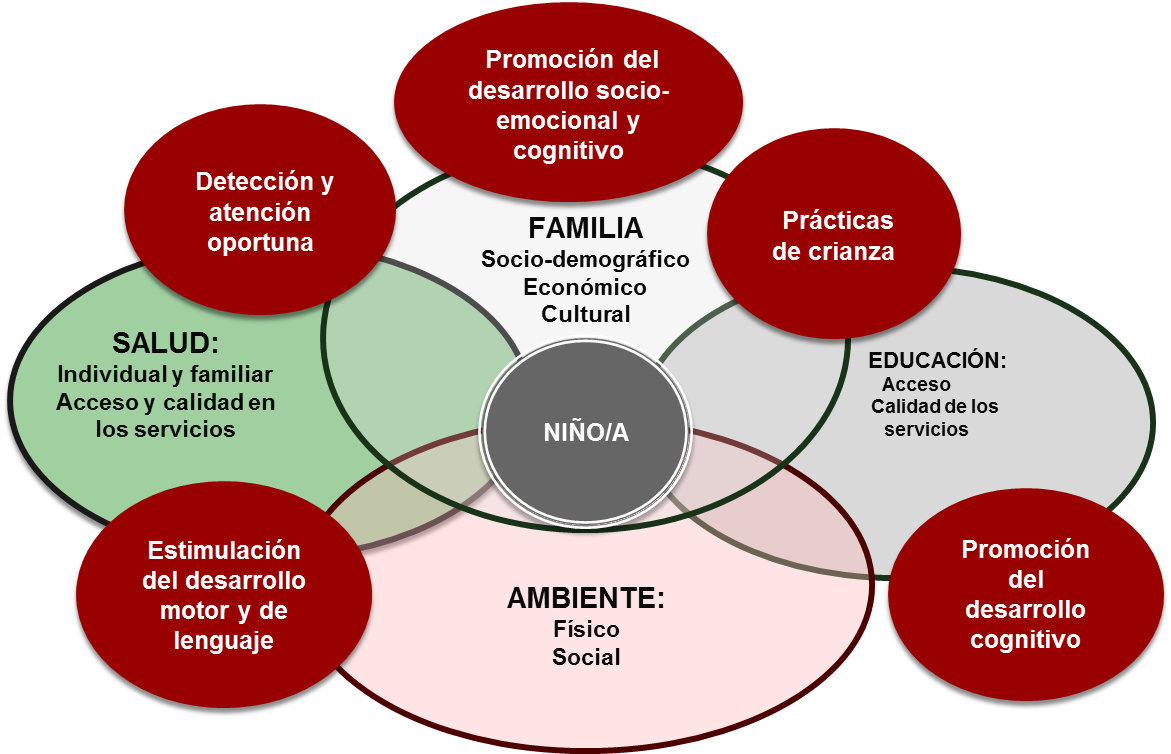 Promoción del
desarrollo socio-
emocional y
cognitivo
Detección y
atención
oportuna
Prácticas
de crianza
FAMILIA
Socio-demográfico
Económico
Cultural
SALUD:
Individual y familiar
Acceso y calidad en
los servicios
EDUCACIÓN:
Acceso
Calidad de los
servicios
NIÑO/A
Estimulación
del desarrollo
motor y de
lenguaje
AMBIENTE:
Físico
Social
Promoción
del
desarrollo
cognitivo